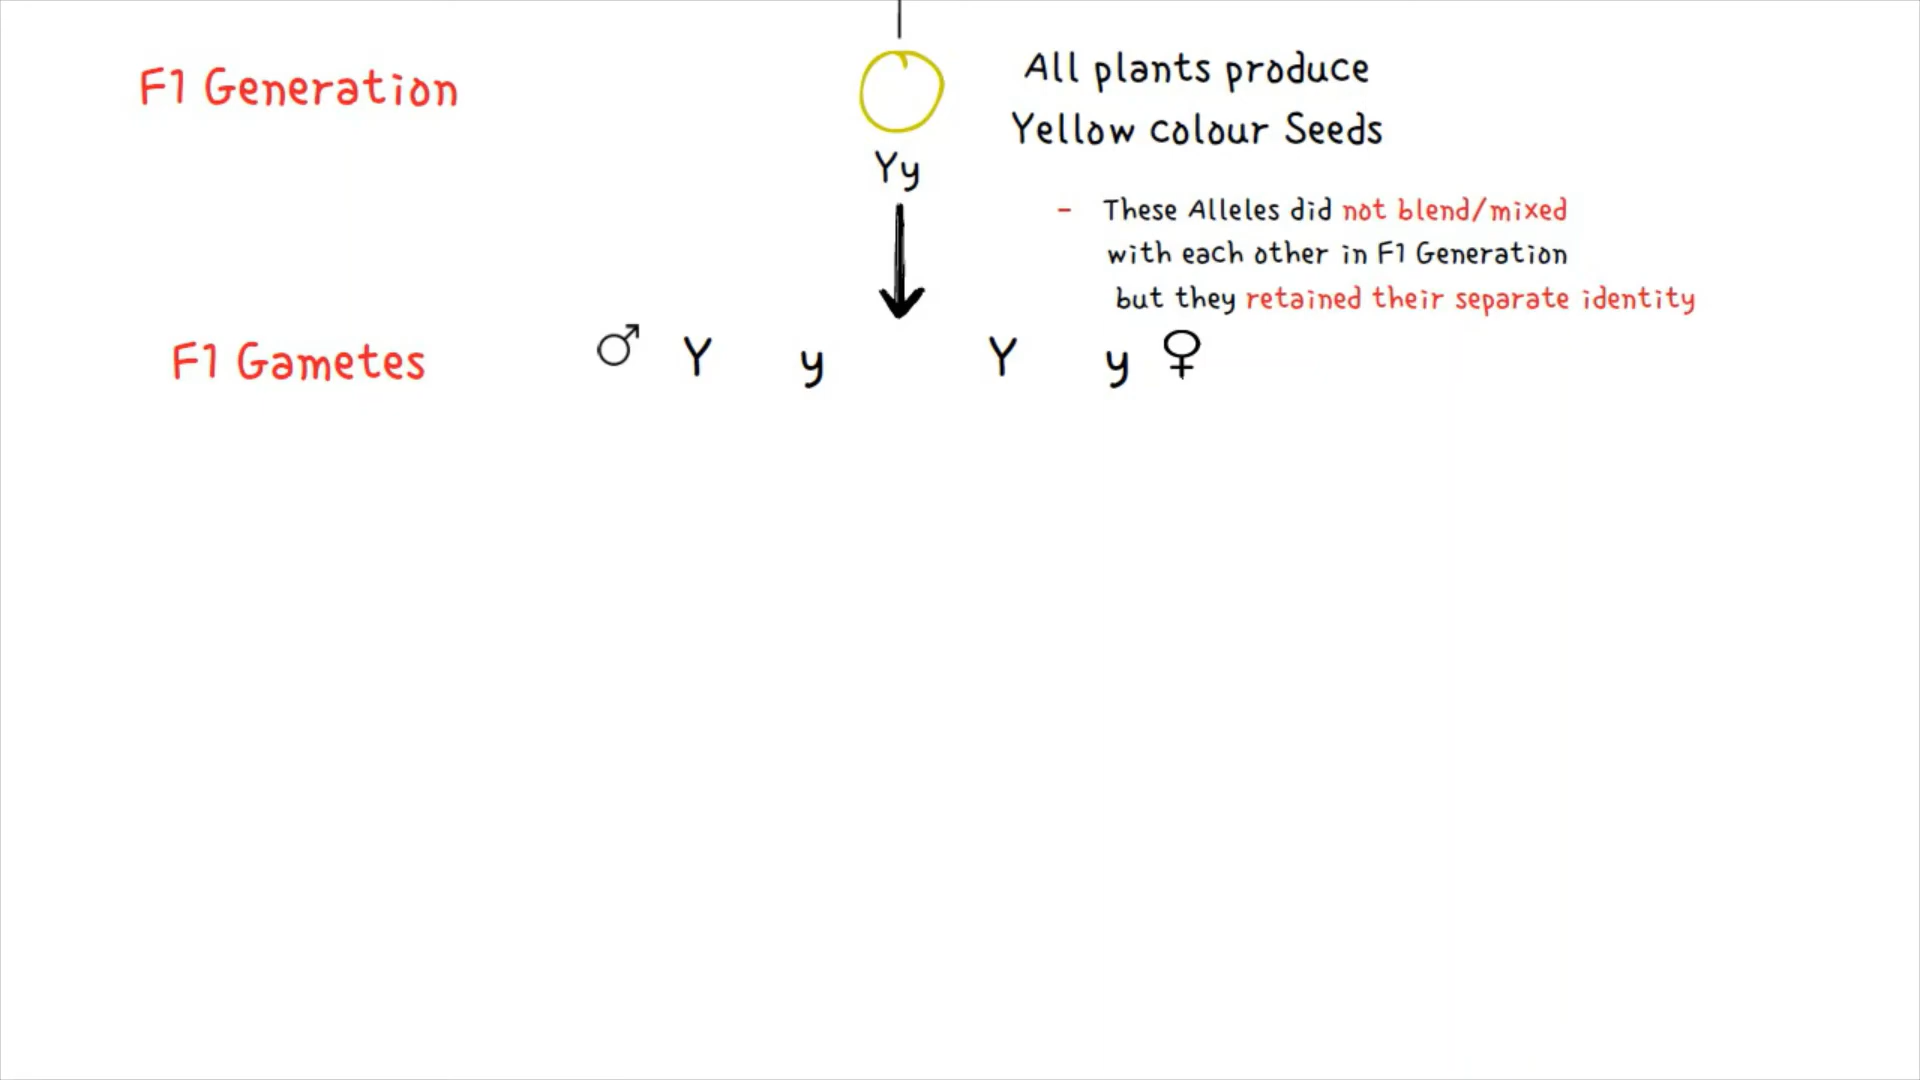 F1 Generation
All plants produce
Yellow colour Seeds
Yy
- These Alleles did not blend/mixed
with each other in F1 Generation
but they retained their separate identity
F1 Gametes ♂ Y y Y y ♀